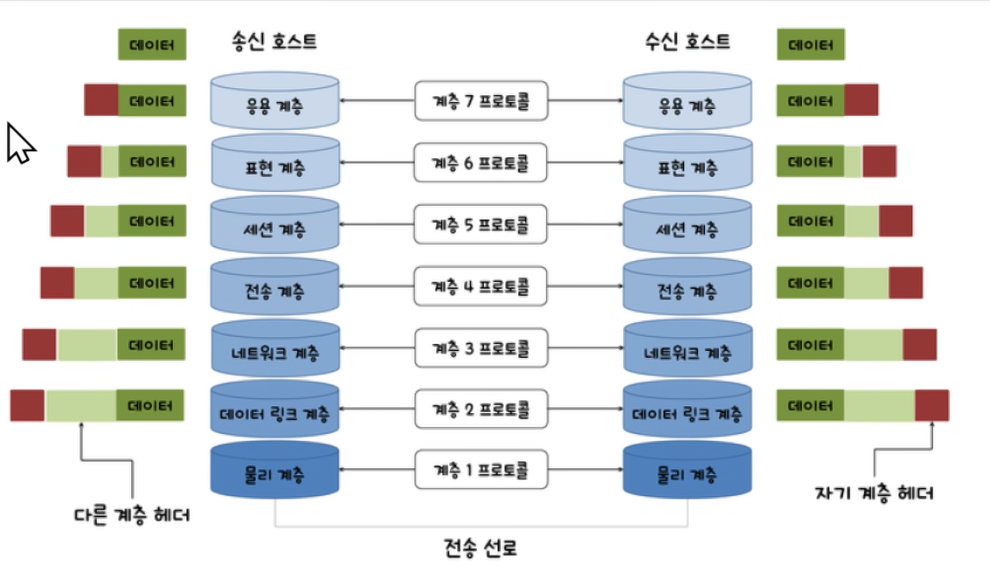 데이터 송신 호스트 수신 호스트 데이터
데이터 응용 계층 계층 7 프로토콜 응용 계층 데이터
데이터 표현 계층 계층 6 프로토콜 표현 계층 데이터
데이터 세션 계층 계층 5 프로토콜 세션 계층 데이터
데이터 전송 계층 계층 4 프로토콜 전송 계층 데이터
데이터 네트워크 계층 계층 3 프로토콜 네트워크 계층 데이터
데이터 데이터 링크 계층 계층 2 프로토콜 데이터 링크 계층 데이터
물리 계층 계층 1 프로토콜 물리 계층
다른 계층 헤더 자기 계층 헤더
전송 선로